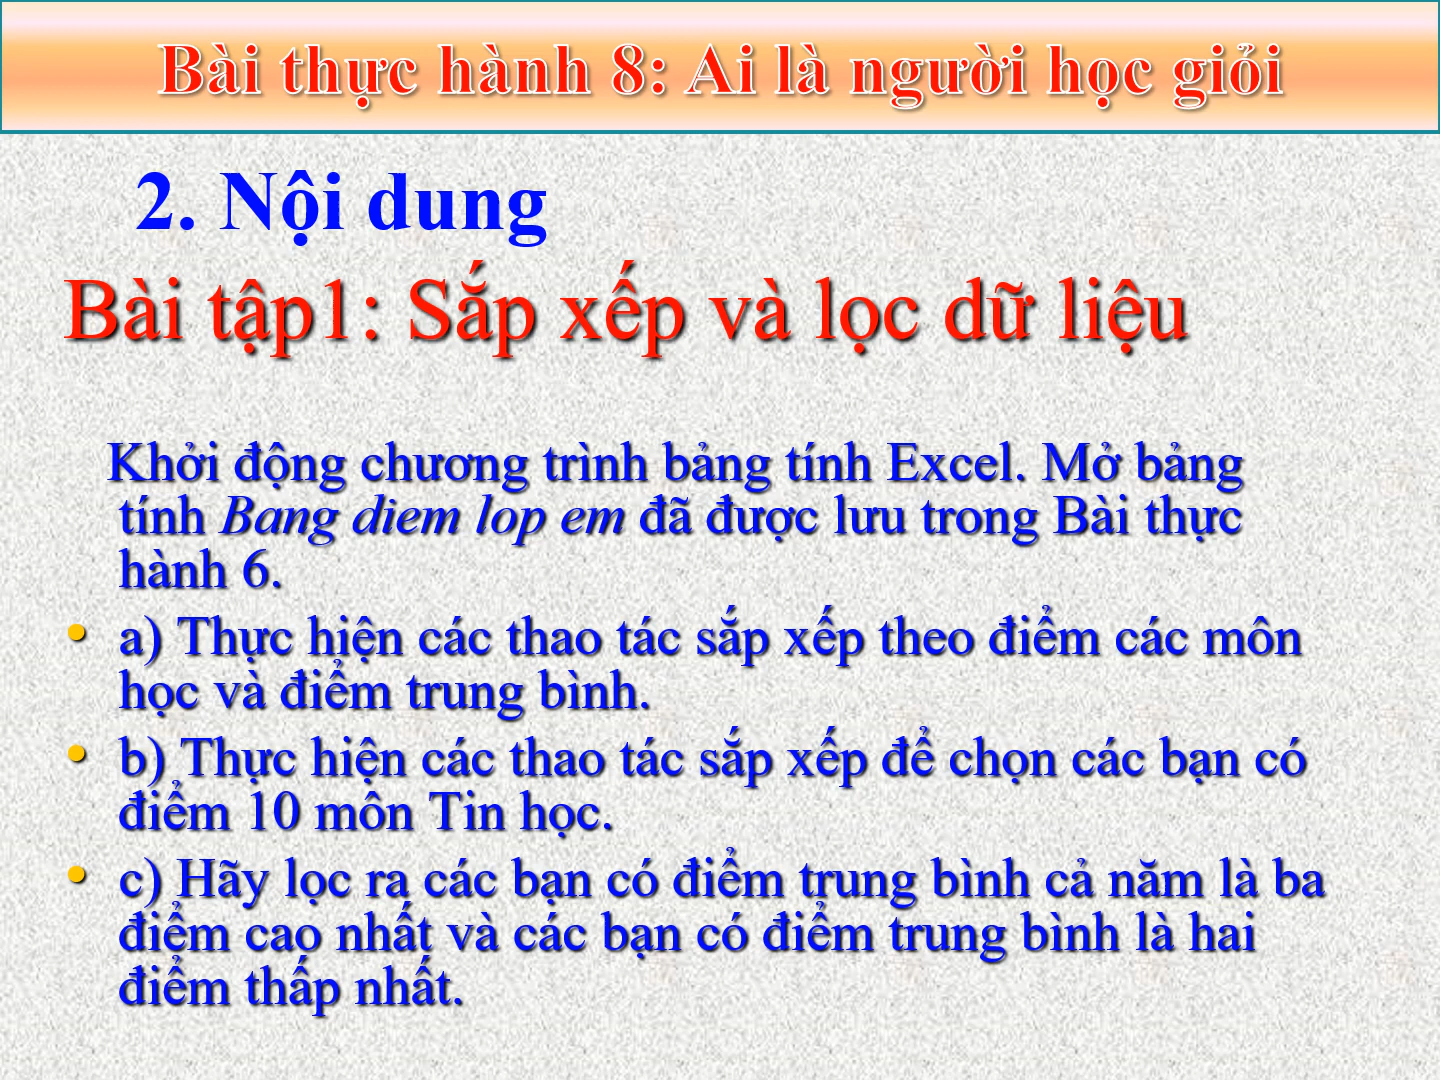 Bài thực hành 8: Ai là người học giỏi
2. Nội dung
Bài tập1: Sắp xếp và lọc dữ liệu
Khởi động chương trình bảng tính Excel. Mở bảng
tính Bang diem lop em đã được lưu trong Bài thực
hành 6.
• a) Thực hiện các thao tác sắp xếp theo điểm các môn
học và điểm trung bình.
• b) Thực hiện các thao tác sắp xếp để chọn các bạn có
điểm 10 môn Tin học.
• c) Hãy lọc ra các bạn có điểm trung bình cả năm là ba
điểm cao nhất và các bạn có điểm trung bình là hai
điểm thấp nhất.